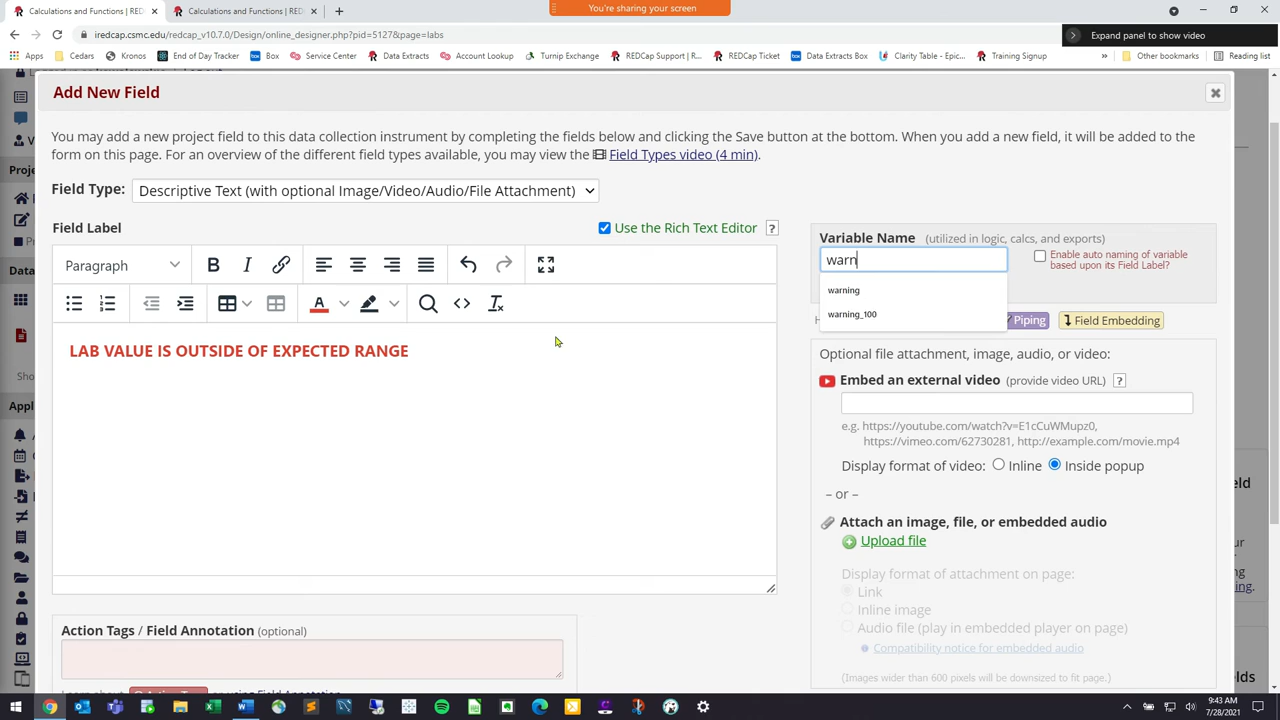 Calculations and Functions | RED
Calculations and Functions | RED
You're sharing your screen
iredcap.csmc.edu/redcap_v10.7.0/Design/online_designer.php?pid=5127&page=labs
Expand panel to show video
Apps
Cedars
Kronos
Time Tracking D...
Box
Service Now
Data Extracts
Account Lookup
Turnip Exchange
REDCap Support | R...
REDCap Ticket
Data Extracts Box
Clarity Table - Epic...
Training Signup
Other bookmarks
Reading list
Add New Field
You may add a new project field to this data collection instrument by completing the fields below and clicking the Save button at the bottom. When you add a new field, it will be added to the
form on this page. For an overview of the different field types available, you may view the Field Types video (4 min).
Field Type: Descriptive Text (with optional Image/Video/Audio/File Attachment)
Field Label
Use the Rich Text Editor ?
Paragraph
LAB VALUE IS OUTSIDE OF EXPECTED RANGE
Action Tags / Field Annotation (optional)
Variable Name (utilized in logic, calcs, and exports)
warn
Enable auto naming of variable
based upon its Field Label?
warning
warning_100
Piping
Field Embedding
Optional file attachment, image, audio, or video:
Embed an external video (provide video URL) ?
e.g. https://youtube.com/watch?v=E1cCuWMupz0,
https://vimeo.com/62730281, http://example.com/movie.mp4
Display format of video: Inline Inside popup
– or –
Attach an image, file, or embedded audio
Upload file
Display format of attachment on page:
Link
Inline image
Audio file (play in embedded player on page)
Compatibility notice for embedded audio
(Images wider than 600 pixels will be downsized to fit page.)
9:43 AM
7/28/2021